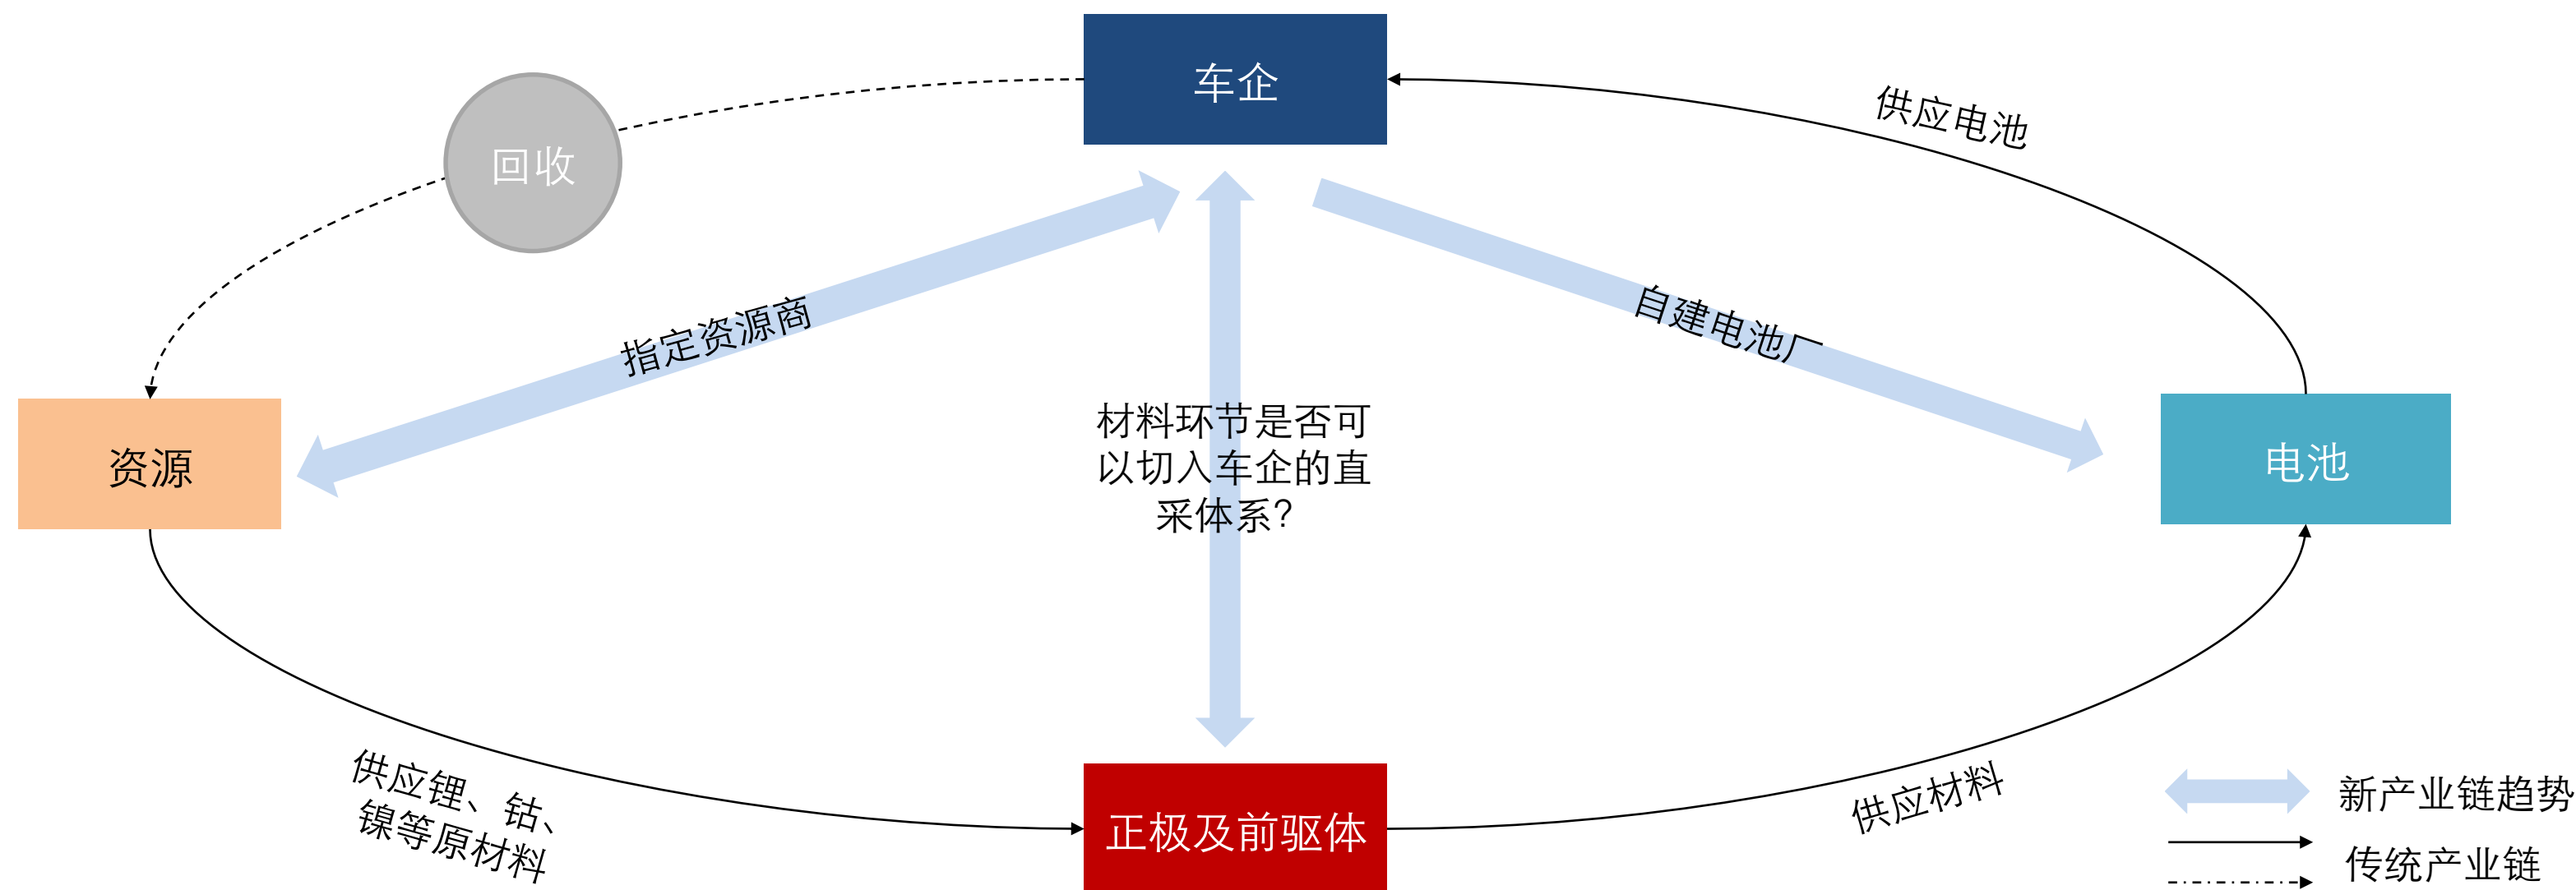 车企
供应电池
回收
指定资源商
自建电池厂
材料环节是否可
以切入车企的直
采体系？
资源
电池
供应锂、钴、
镍等原材料
正极及前驱体
供应材料
新产业链趋势
传统产业链